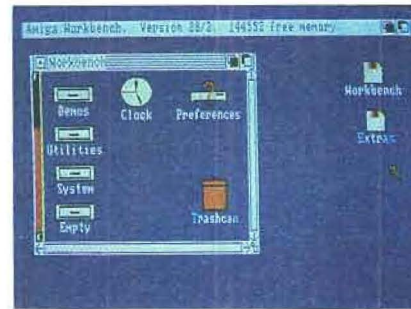 Amiga Workbench. Version 28/2. 144552 free memory
Workbench
Demos
Clock
Preferences
Utilities
System
Empty
Trashcan
Workbench
Extras